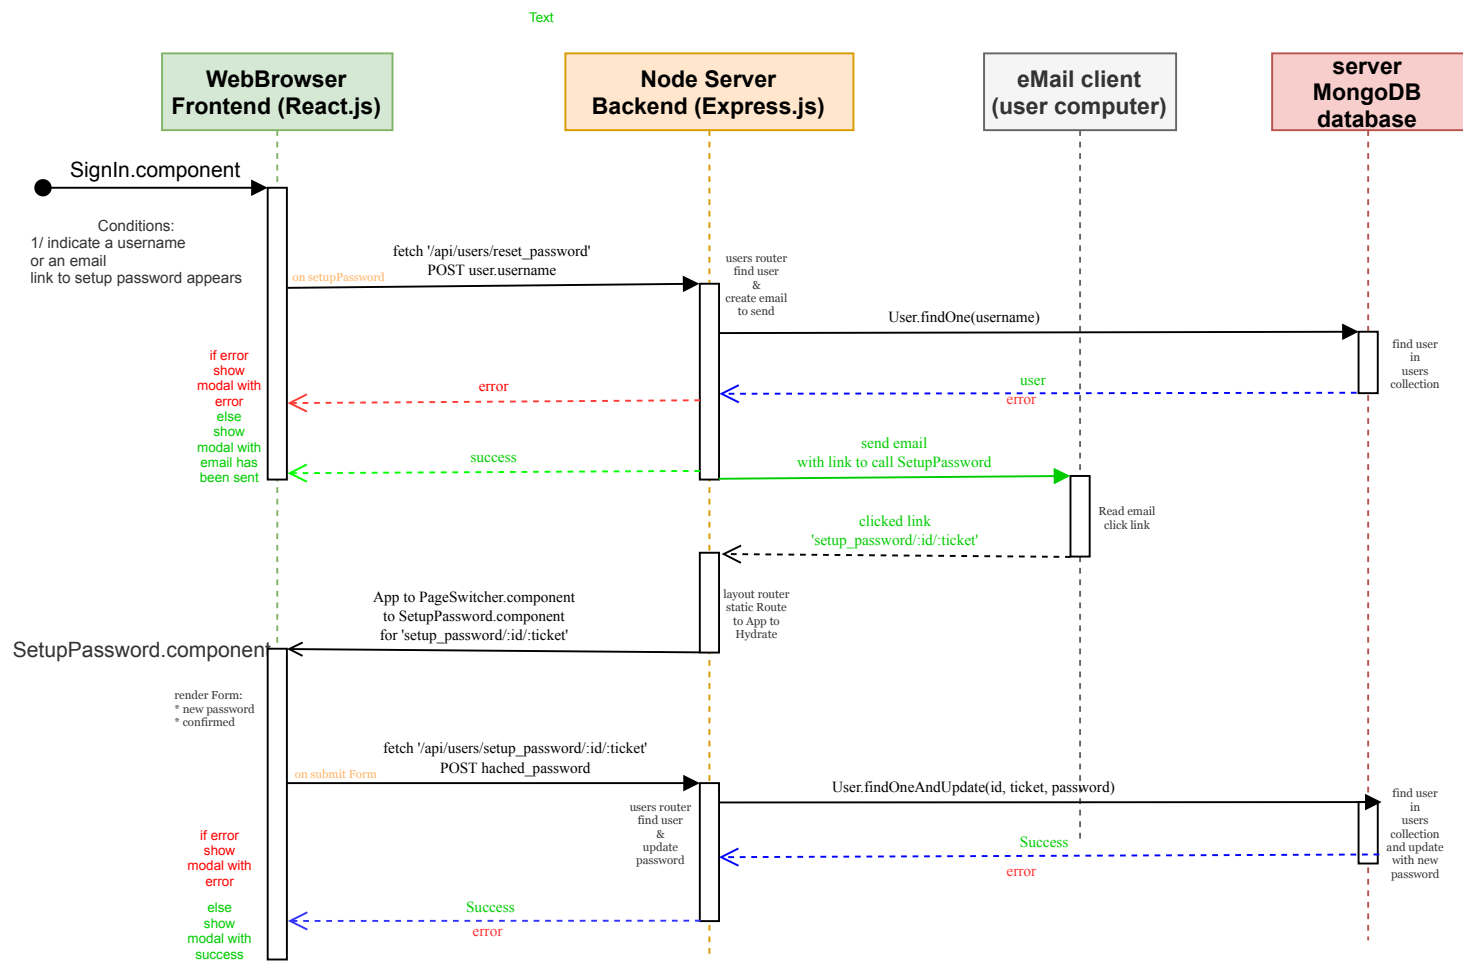 Text
WebBrowser
Frontend (React.js)
Node Server
Backend (Express.js)
eMail client
(user computer)
server
MongoDB
database
SignIn.component
Conditions:
1/ indicate a username
or an email
link to setup password appears
fetch '/api/users/reset_password'
POST user.username
on setupPassword
users router
find user
&
create email
to send
User.findOne(username)
find user
in
users
collection
if error
show
modal with
error
else
show
modal with
email has
been sent
error
user
error
success
send email
with link to call SetupPassword
Read email
click link
clicked link
'setup_password/:id/:ticket'
App to PageSwitcher.component
to SetupPassword.component
for 'setup_password/:id/:ticket'
layout router
static Route
to App to
Hydrate
SetupPassword.component
render Form:
* new password
* confirmed
fetch '/api/users/setup_password/:id/:ticket'
POST hached_password
on submit Form
users router
find user
&
update
password
User.findOneAndUpdate(id, ticket, password)
find user
in
users
collection
and update
with new
password
if error
show
modal with
error
Success
error
else
show
modal with
success
Success
error